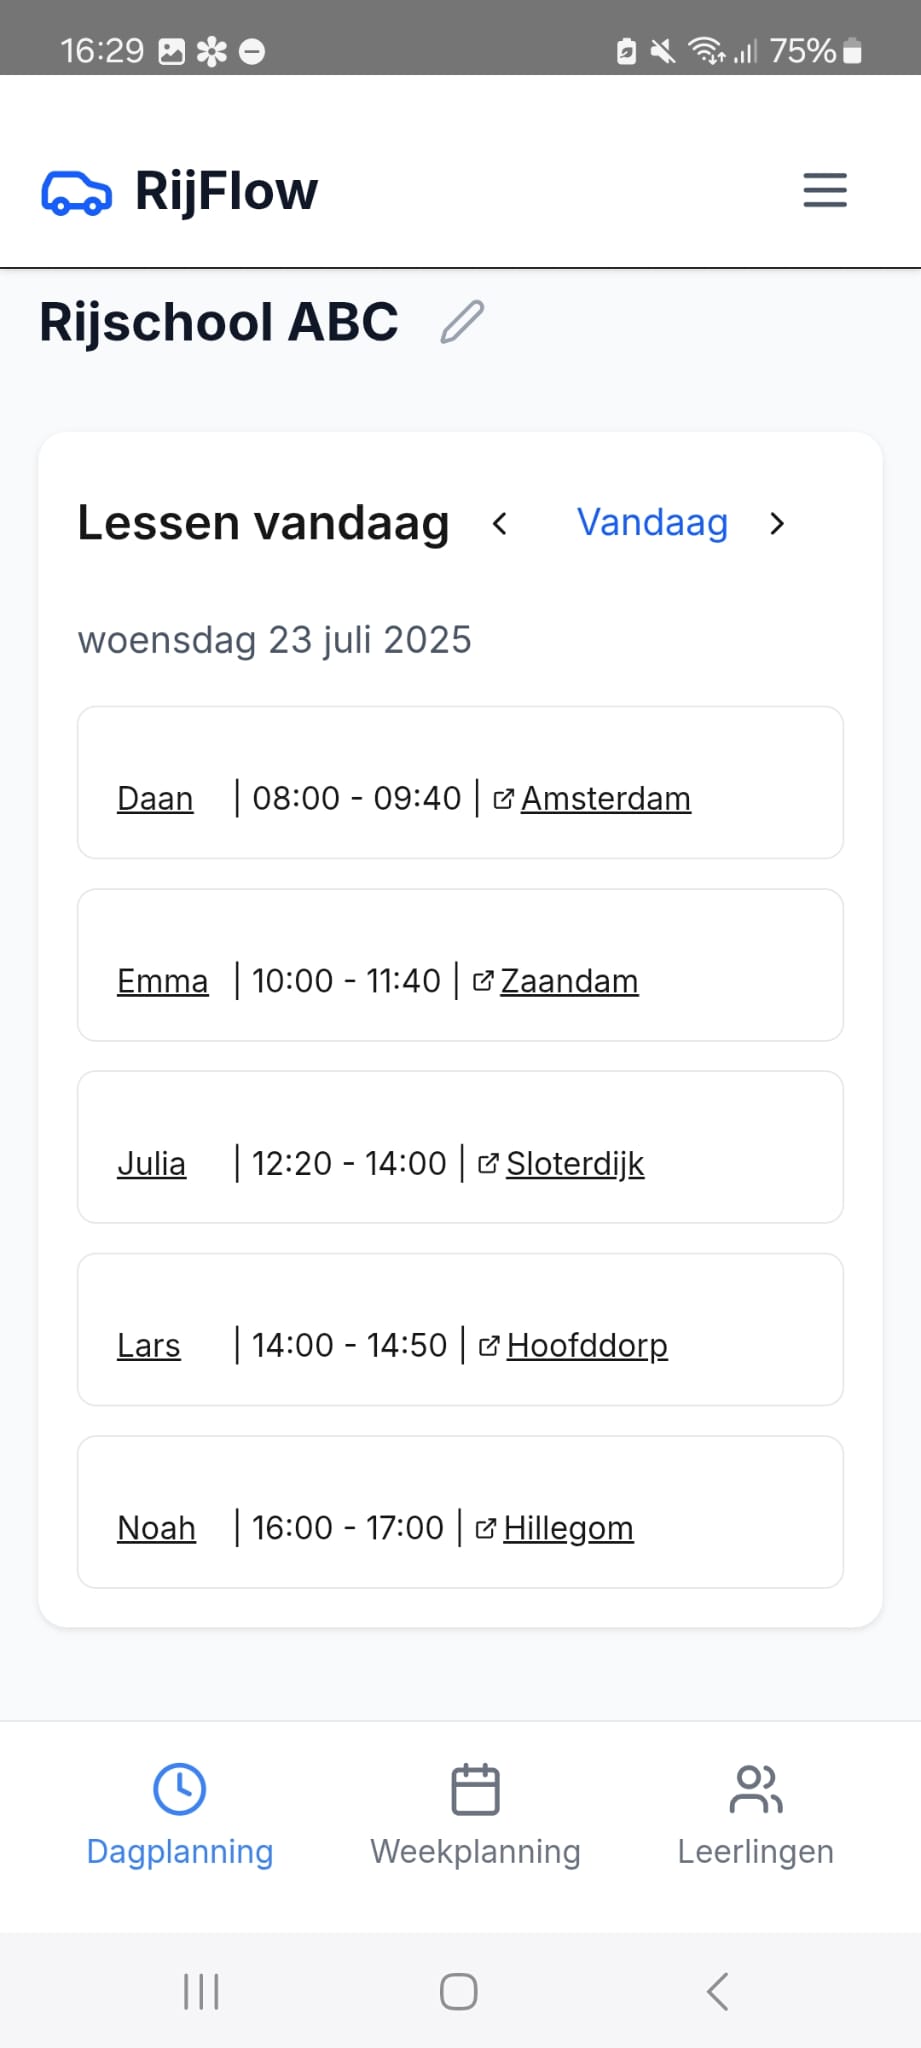 16:29 75%
RijFlow
Rijschool ABC
Lessen vandaag Vandaag
woensdag 23 juli 2025
Daan | 08:00 - 09:40 | Amsterdam
Emma | 10:00 - 11:40 | Zaandam
Julia | 12:20 - 14:00 | Sloterdijk
Lars | 14:00 - 14:50 | Hoofddorp
Noah | 16:00 - 17:00 | Hillegom
Dagplanning Weekplanning Leerlingen